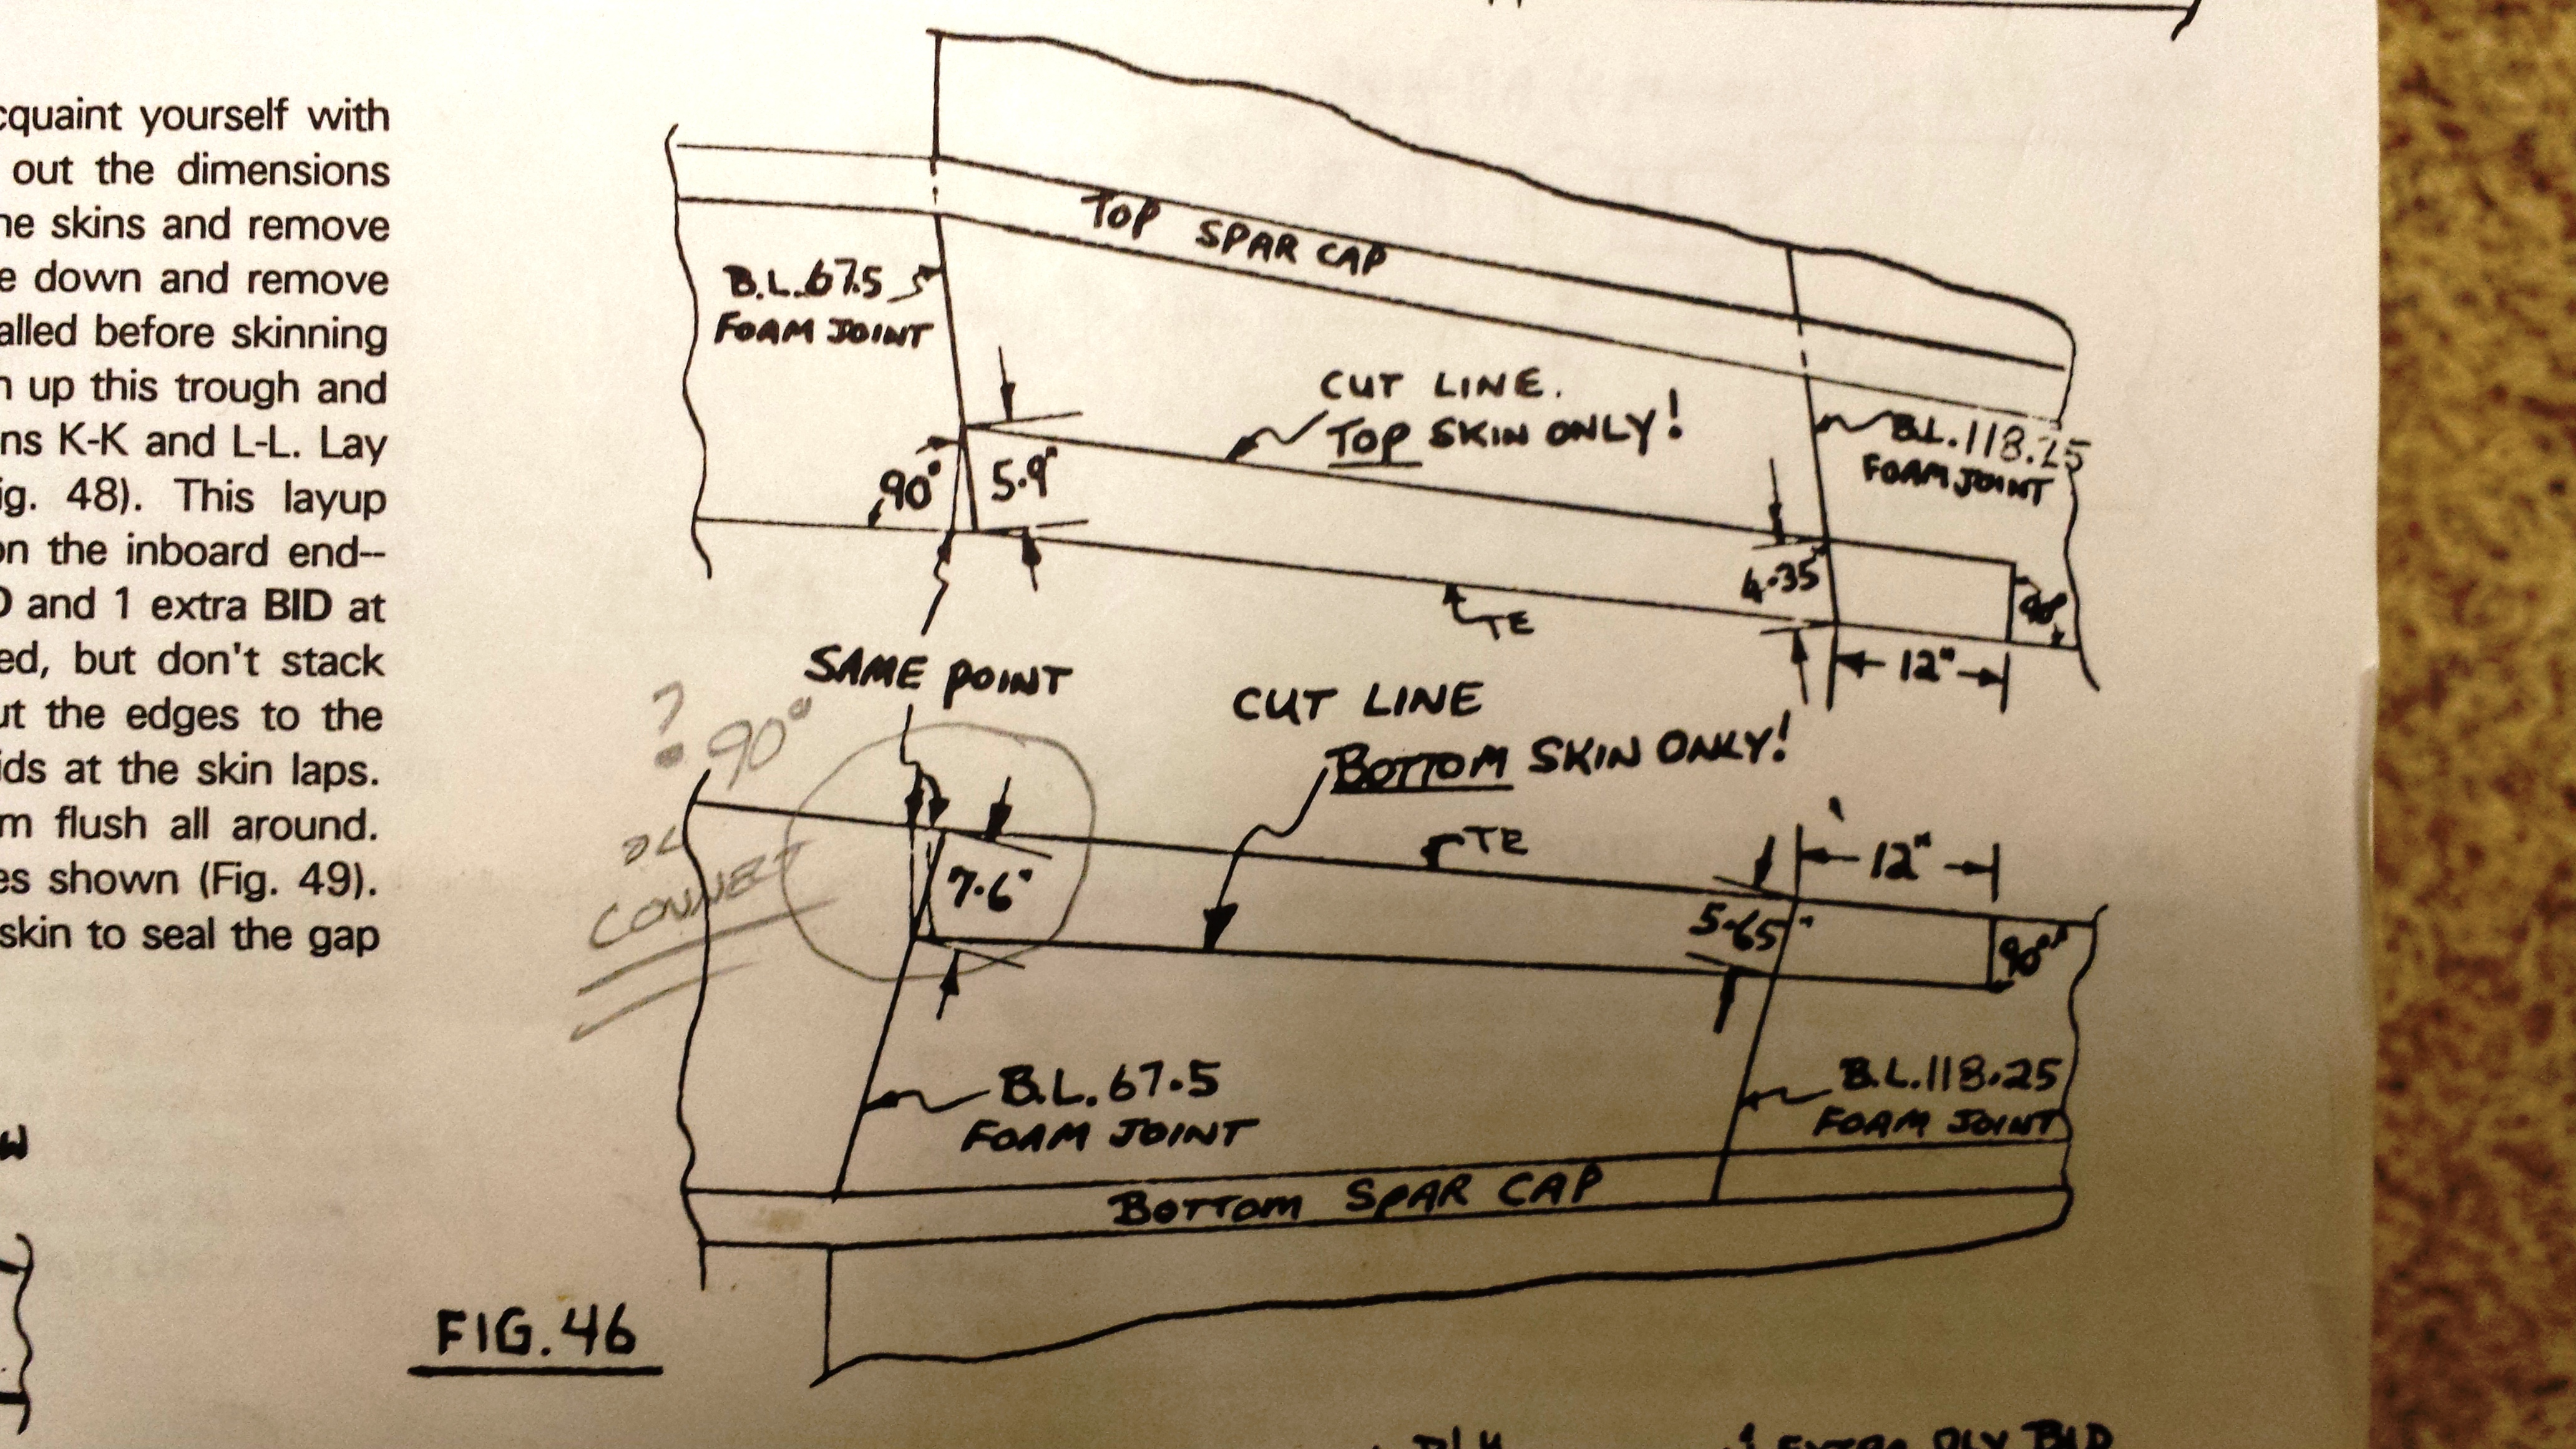 cquaint yourself with
out the dimensions
ne skins and remove
e down and remove
alled before skinning
n up this trough and
ns K-K and L-L. Lay
ig. 48). This layup
on the inboard end--
D and 1 extra BID at
ed, but don't stack
ut the edges to the
ids at the skin laps.
m flush all around.
es shown (Fig. 49).
skin to seal the gap
W
TOP SPAR CAP
B.L.67.5
FOAM JOINT
CUT LINE.
TOP SKIN ONLY!
B.L.118.25
FOAM JOINT
90°
5.9"
4.35"
90°
TE
12"
SAME POINT
? 90°
or
CUT LINE
BOTTOM SKIN ONLY!
TE
12"
7.6"
5.65"
90°
CONNECT
B.L.67.5
FOAM JOINT
B.L.118.25
FOAM JOINT
BOTTOM SPAR CAP
FIG.46
EXTRA PLY BID